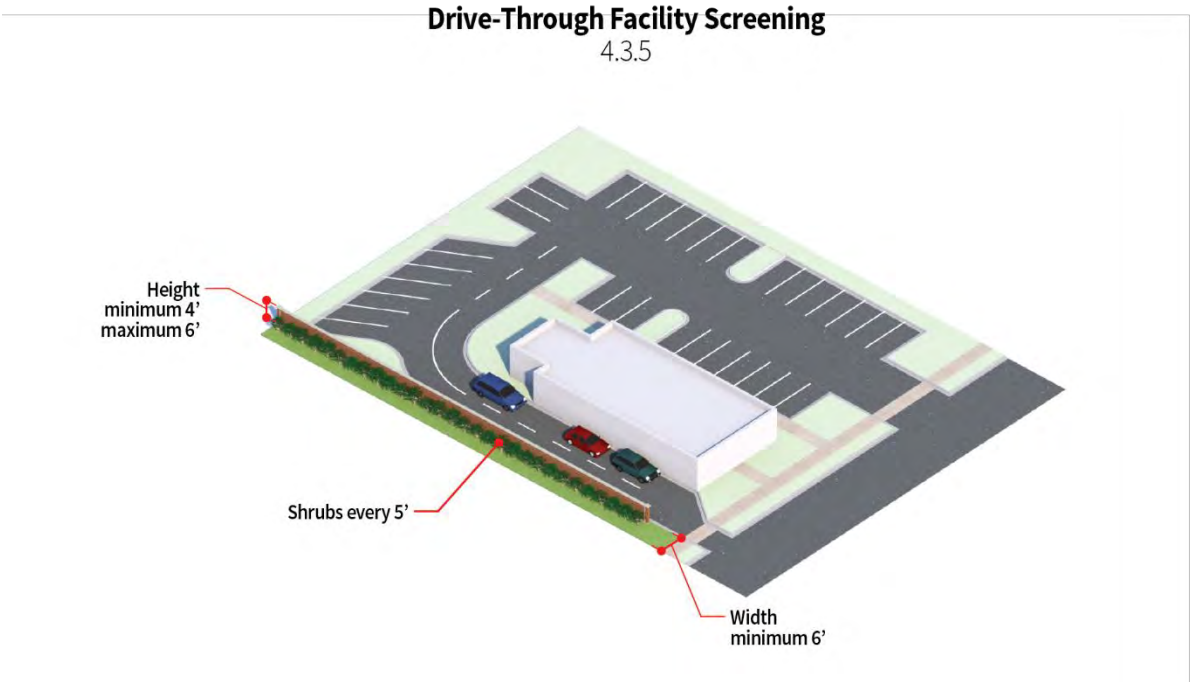 Drive-Through Facility Screening
4.3.5
Height
minimum 4’
maximum 6’
Shrubs every 5’
Width
minimum 6’